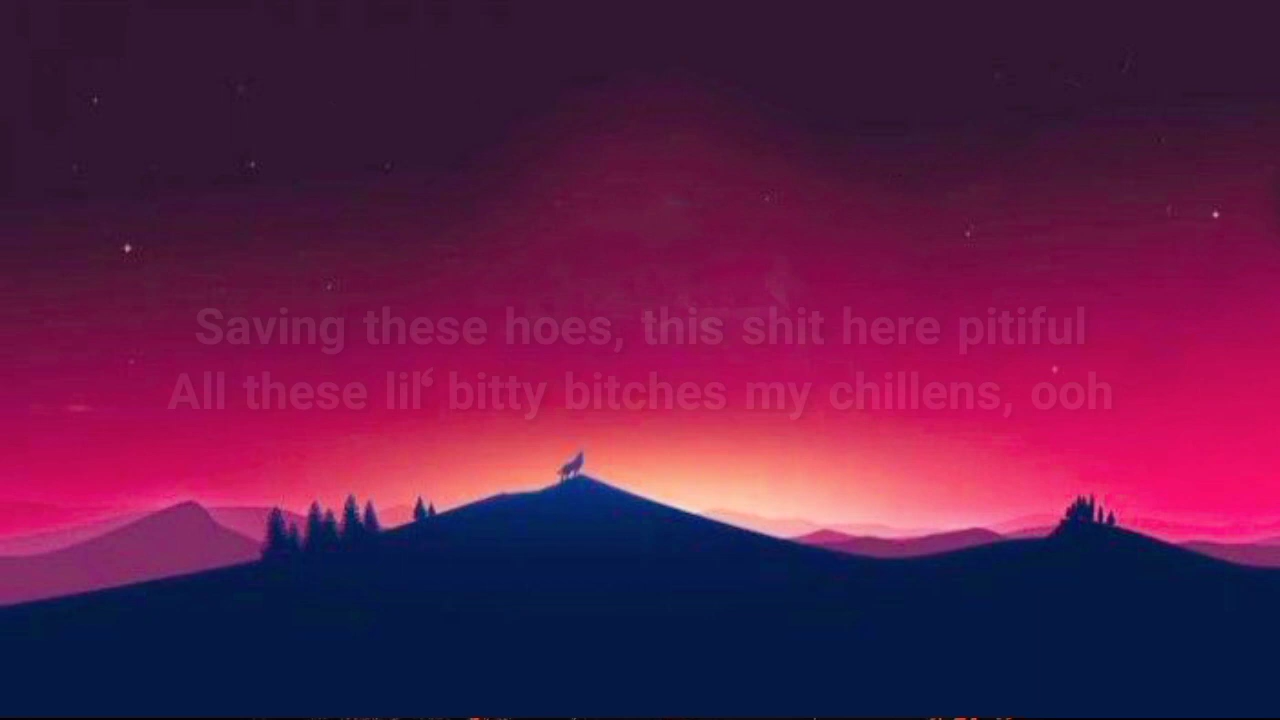 Saving these hoes, this shit here pitiful
All these lil‘ bitty bitches my chillens, ooh